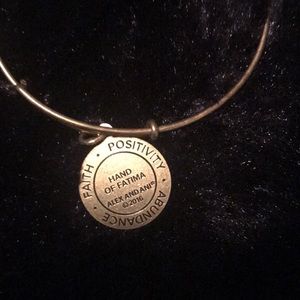 FAITH • POSITIVITY • ABUNDANCE •
HAND
OF FATIMA
ALEX AND ANI®
©2016